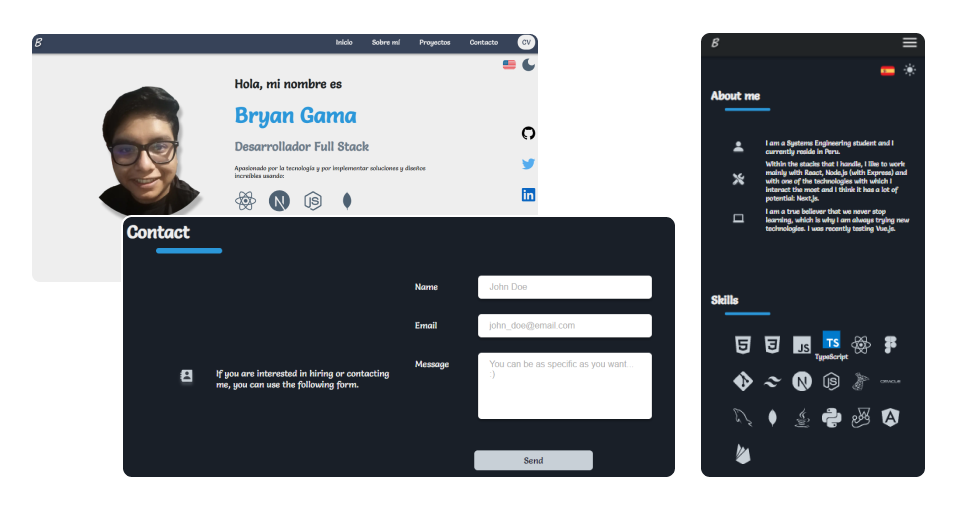 B
Inicio Sobre mí Proyectos Contacto CV
Hola, mi nombre es
Bryan Gama
Desarrollador Full Stack
Apasionado por la tecnología y por implementar soluciones y diseños
increíbles usando:
N
JS
in
Contact
Name
John Doe
Email
john_doe@email.com
Message
You can be as specific as you want...
:)
If you are interested in hiring or contacting
me, you can use the following form.
Send
B
About me
I am a Systems Engineering student and I
currently reside in Peru.
Within the stacks that I handle, I like to work
mainly with React, Node.js (with Express) and
with one of the technologies with which I
interact the most and I think it has a lot of
potential: Next.js.
I am a true believer that we never stop
learning, which is why I am always trying new
technologies. I was recently testing Vue.js.
Skills
5 3 JS TS
TypeScript
N JS ORACLE
A